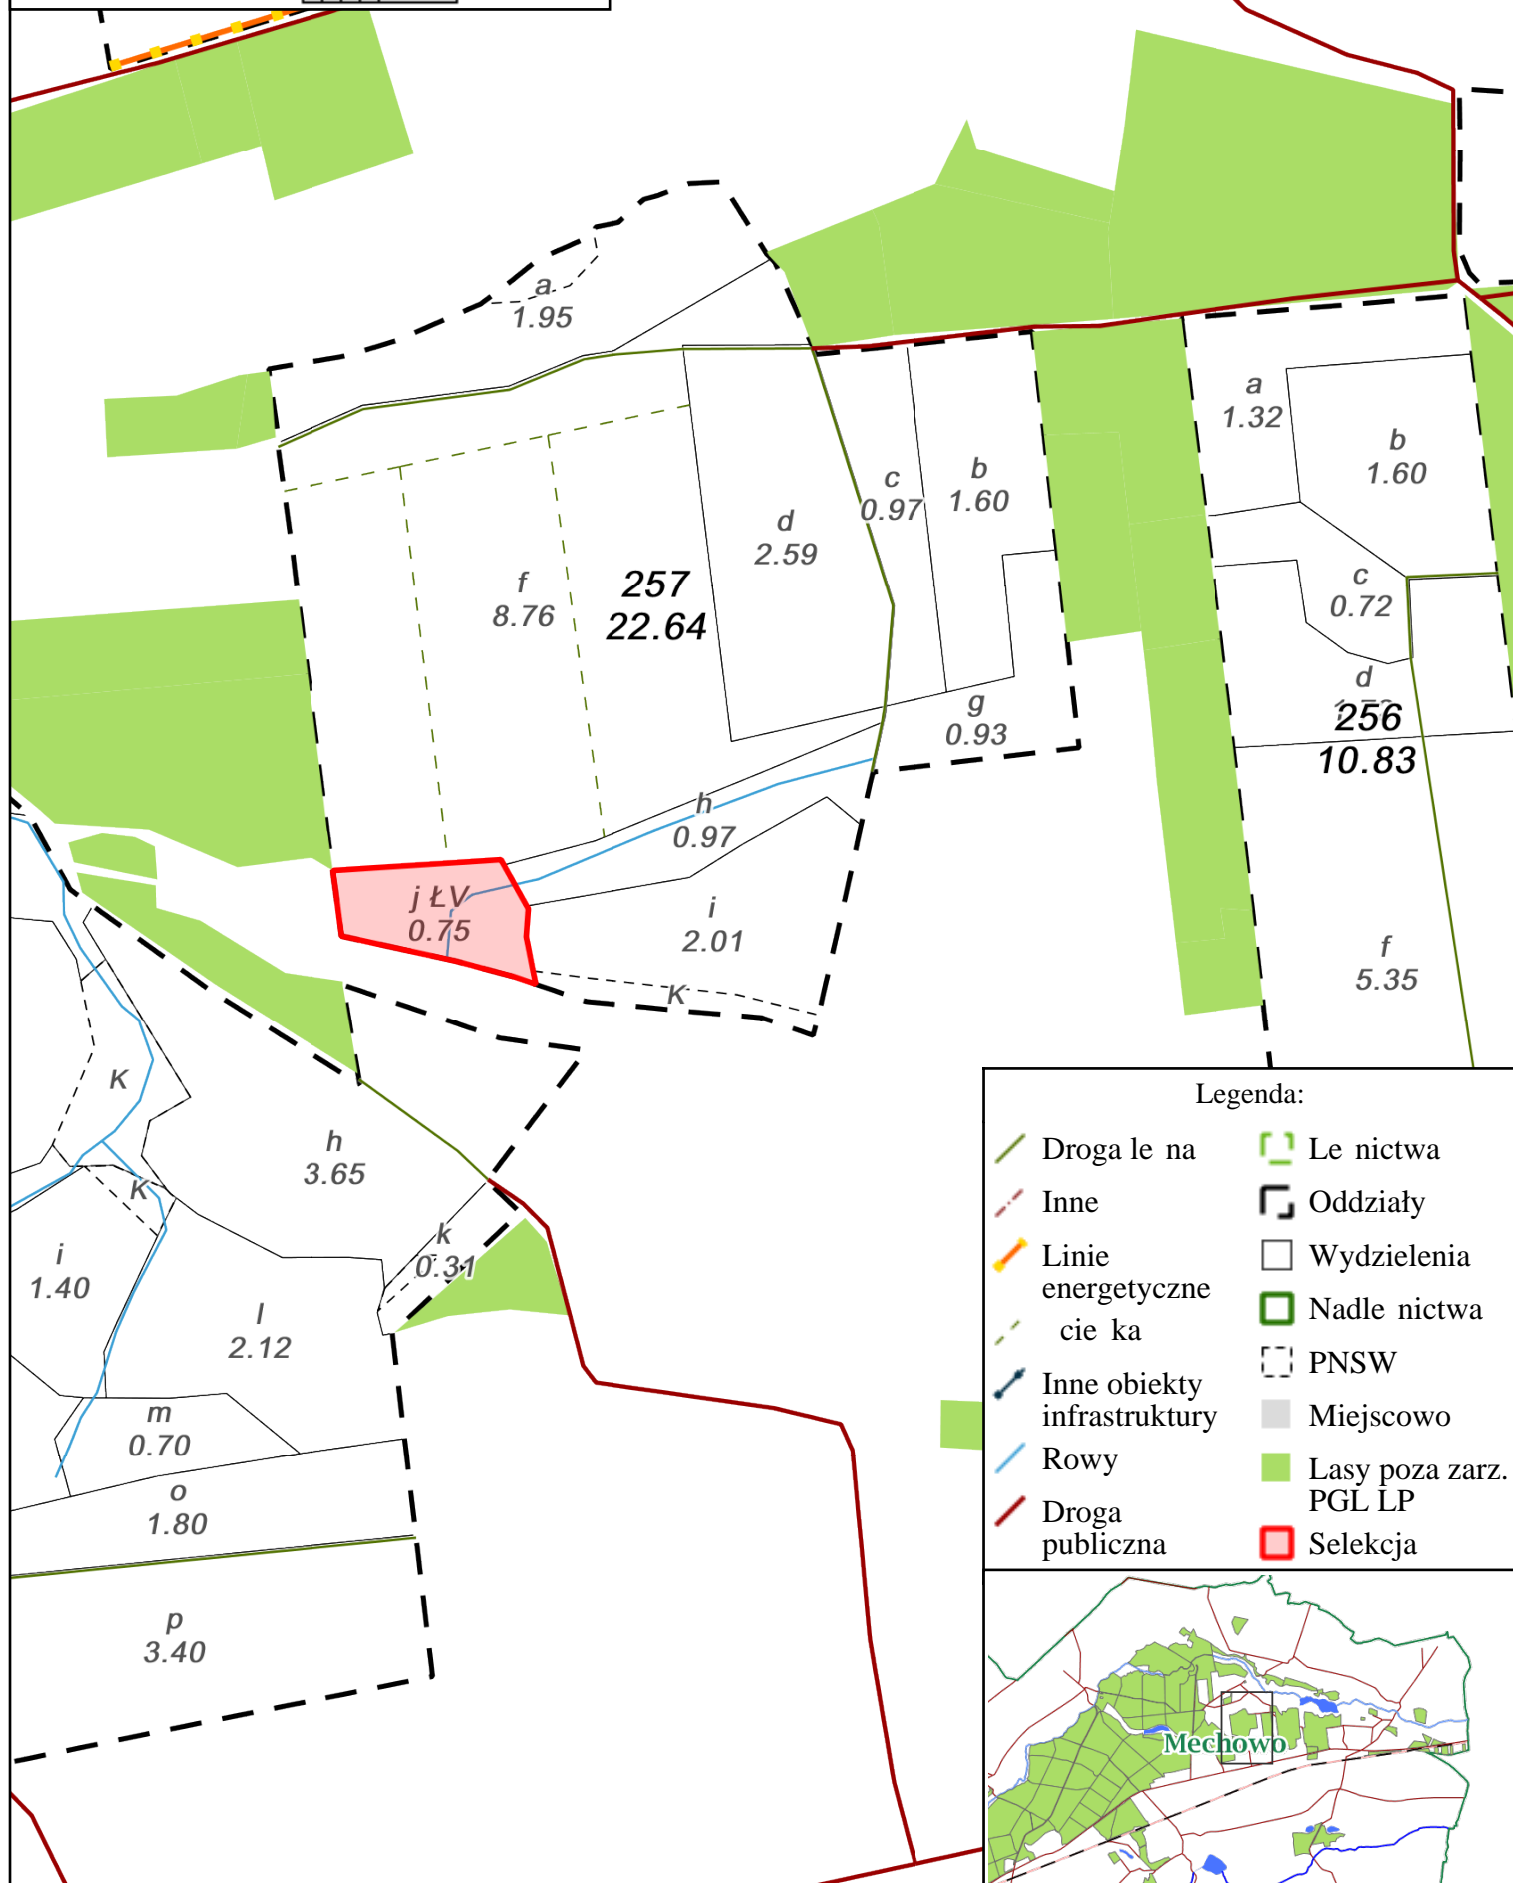 a
1.95
a
1.32
b
1.60
c
0.97
b
1.60
d
2.59
f
8.76
257
22.64
c
0.72
d
256
10.83
g
0.93
h
0.97
j ŁV
0.75
i
2.01
K
f
5.35
K
h
3.65
K
k
0.31
i
1.40
l
2.12
m
0.70
o
1.80
p
3.40
Legenda:
Droga le na
Inne
Linie
energetyczne
cie ka
Inne obiekty
infrastruktury
Rowy
Droga
publiczna
Le nictwa
Oddziały
Wydzielenia
Nadle nictwa
PNSW
Miejscowo
Lasy poza zarz.
PGL LP
Selekcja
Mechowo